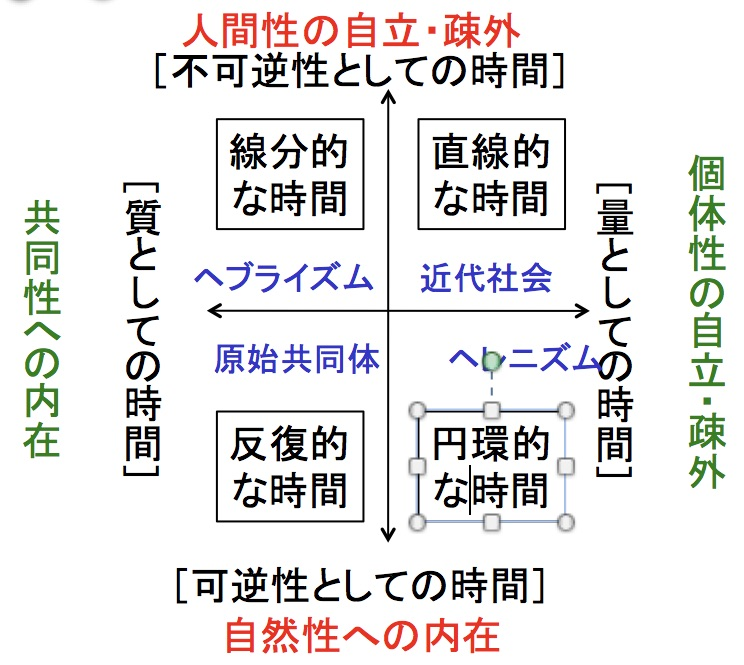 人間性の自立・疎外
［不可逆性としての時間］
線分的
な時間
直線的
な時間
共同性への内在
［質としての時間］
［量としての時間］
個体性の自立・疎外
ヘブライズム
近代社会
原始共同体
ヘレニズム
反復的
な時間
円環的
な時間
［可逆性としての時間］
自然性への内在